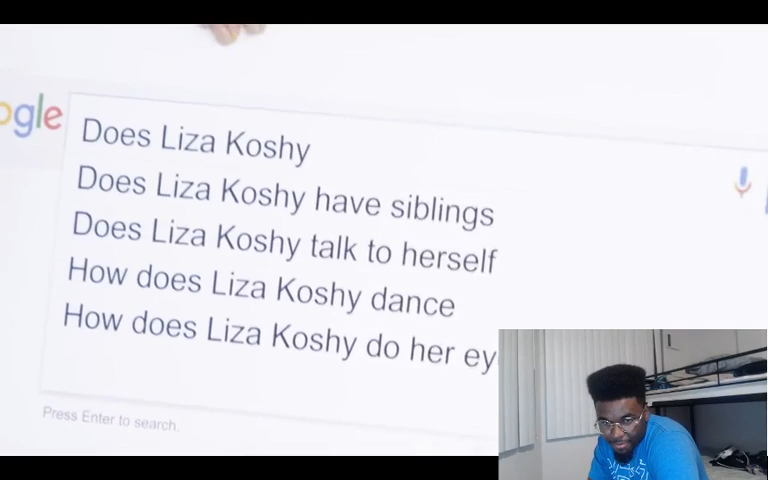 ogle
Does Liza Koshy
Does Liza Koshy have siblings
Does Liza Koshy talk to herself
How does Liza Koshy dance
How does Liza Koshy do her ey
Press Enter to search.